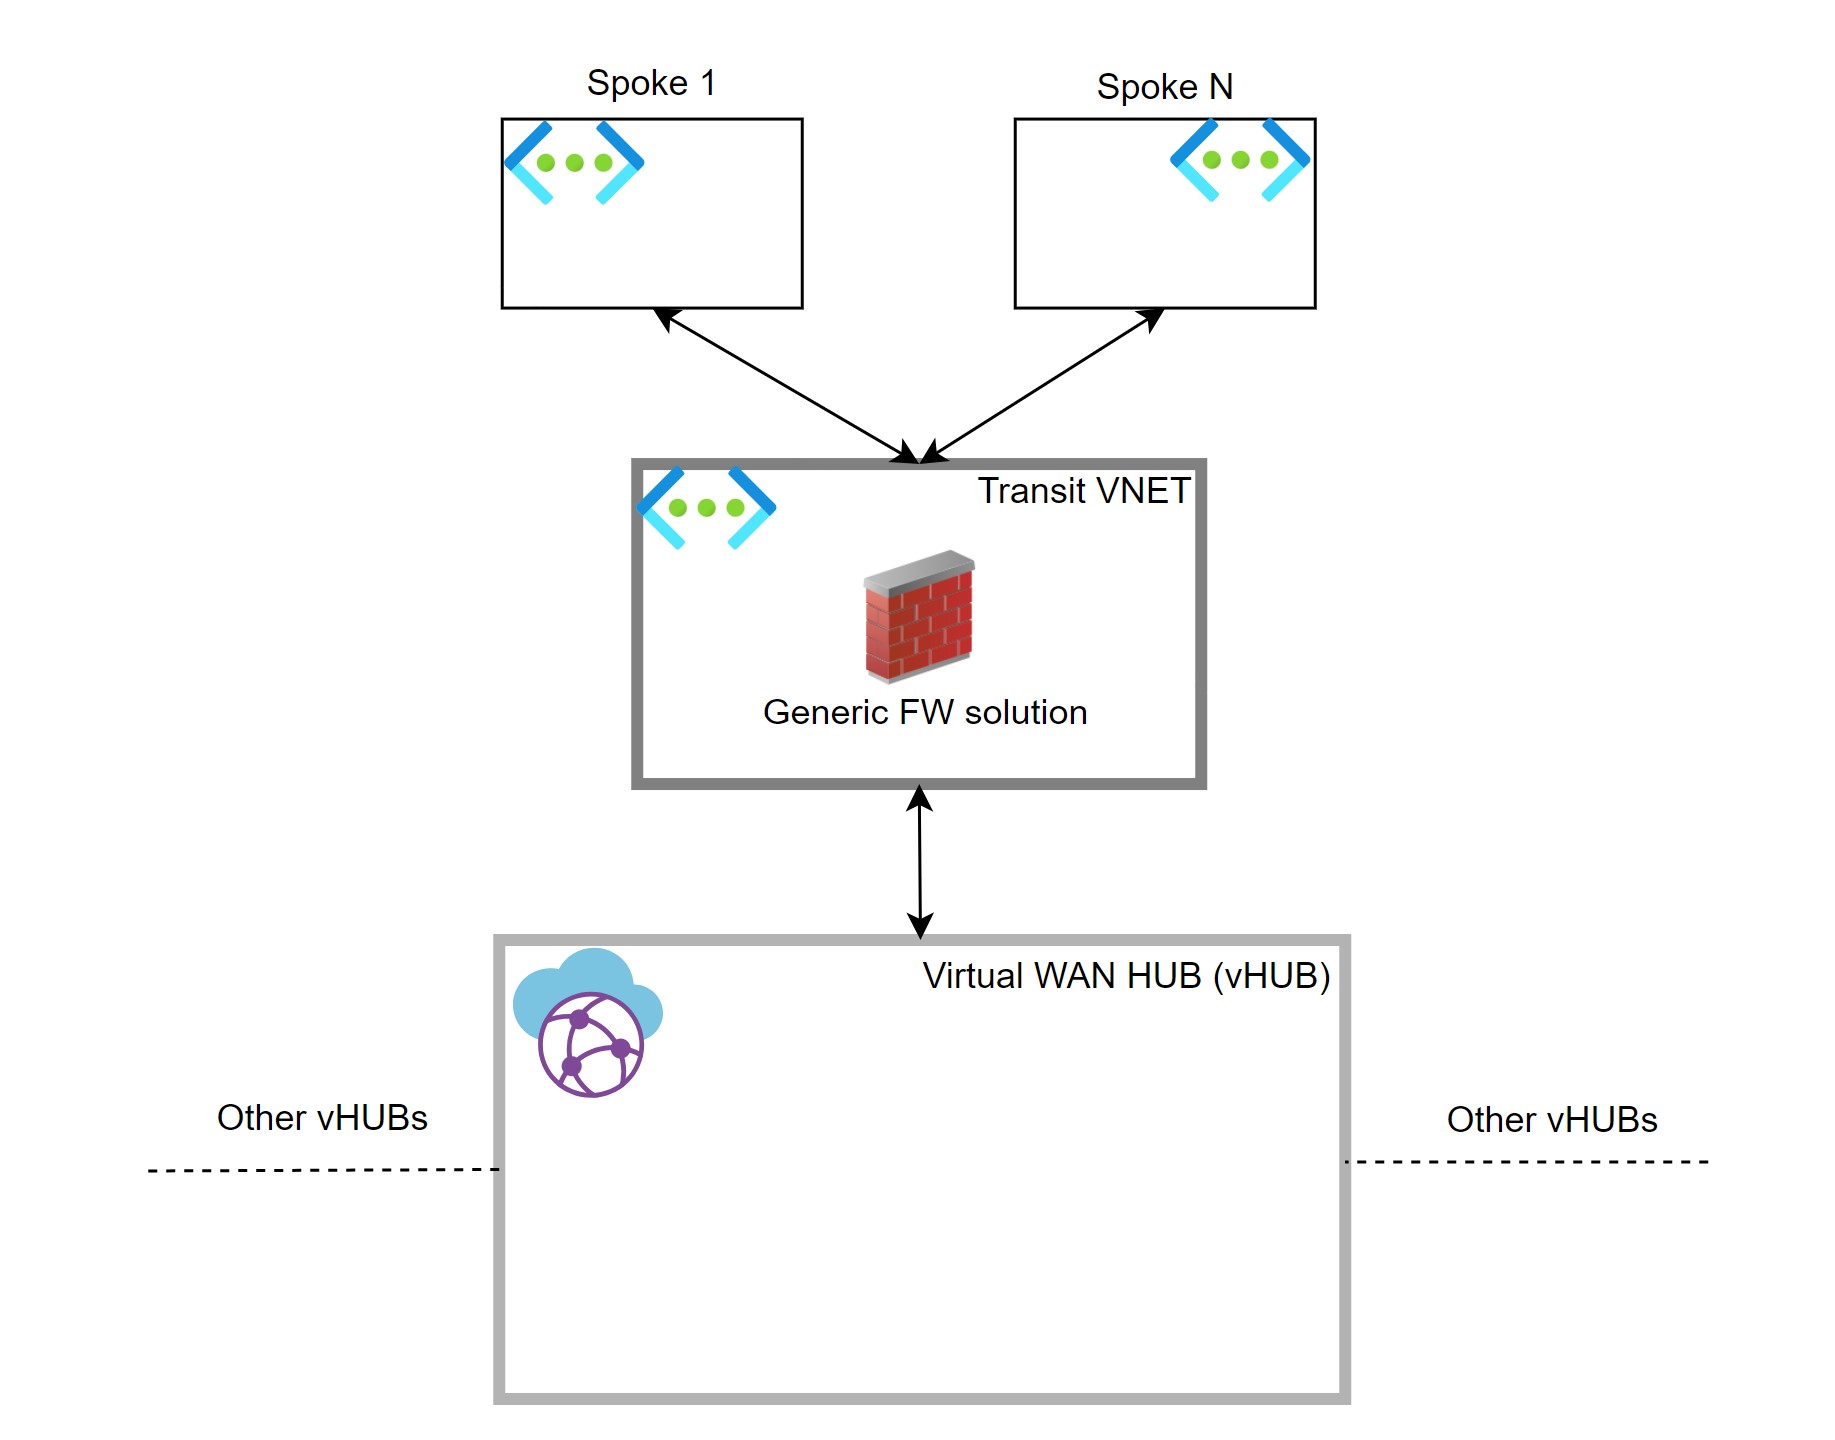 Spoke 1
Spoke N
Transit VNET
Generic FW solution
Virtual WAN HUB (vHUB)
Other vHUBs
Other vHUBs